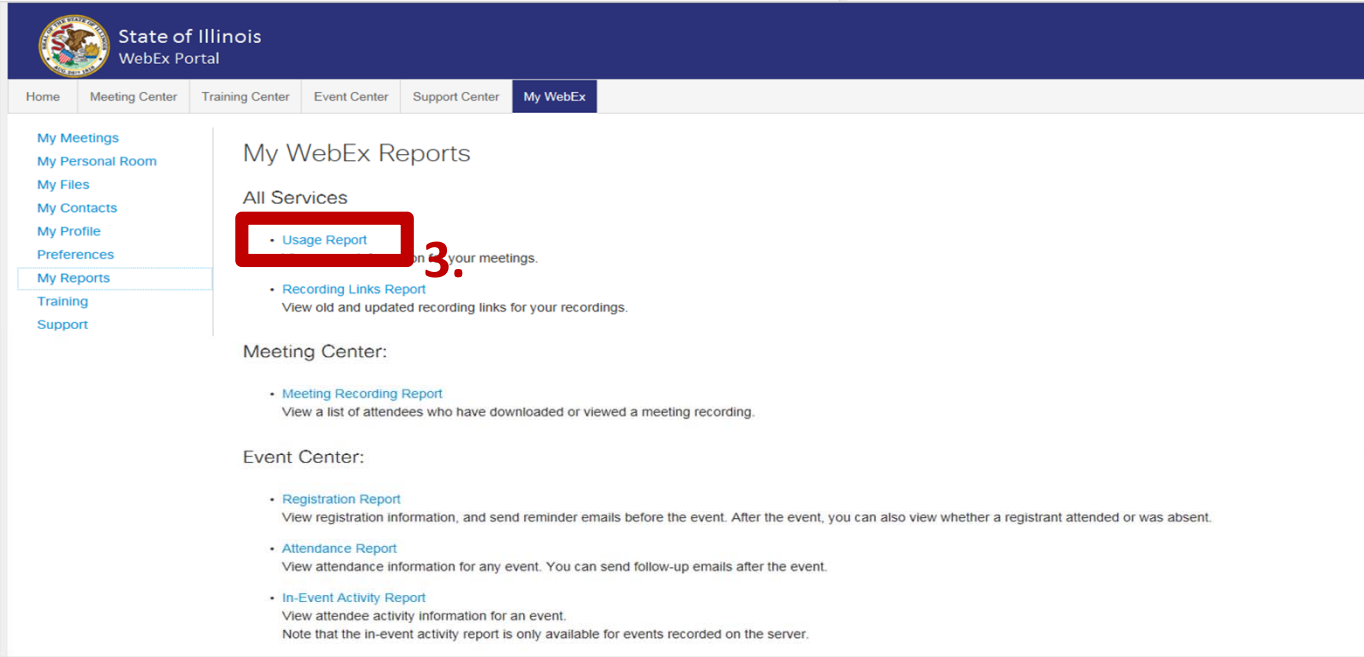 State of Illinois
WebEx Portal
Home Meeting Center Training Center Event Center Support Center My WebEx
My Meetings
My Personal Room
My Files
My Contacts
My Profile
Preferences
My Reports
Training
Support
My WebEx Reports
All Services
• Usage Report
3.
for your meetings.
• Recording Links Report
View old and updated recording links for your recordings.
Meeting Center:
• Meeting Recording Report
View a list of attendees who have downloaded or viewed a meeting recording.
Event Center:
• Registration Report
View registration information, and send reminder emails before the event. After the event, you can also view whether a registrant attended or was absent.
• Attendance Report
View attendance information for any event. You can send follow-up emails after the event.
• In-Event Activity Report
View attendee activity information for an event.
Note that the in-event activity report is only available for events recorded on the server.